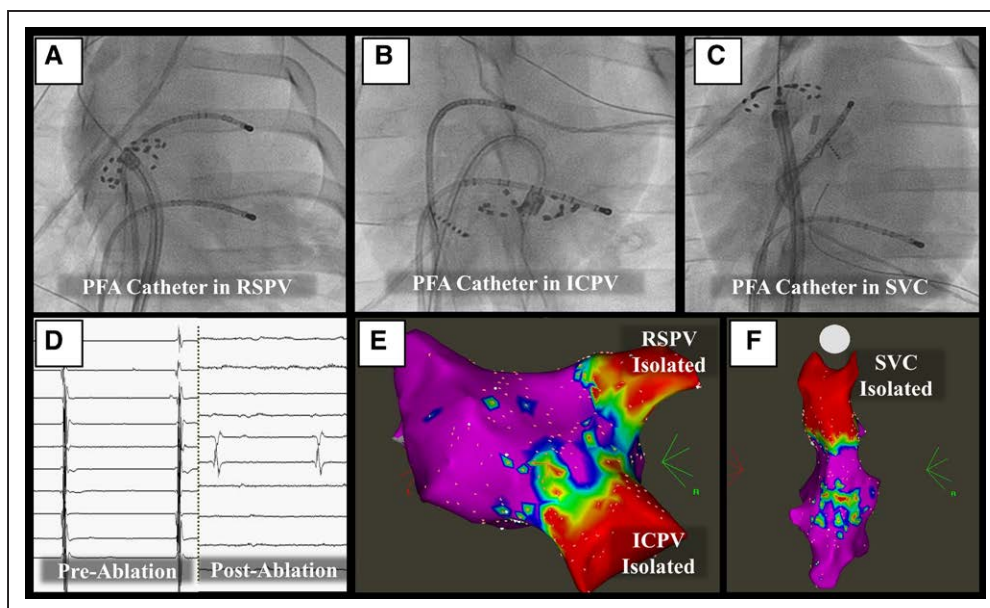 A
B
C
PFA Catheter in RSPV
PFA Catheter in ICPV
PFA Catheter in SVC
D
E
F
RSPV
Isolated
SVC
Isolated
Pre-Ablation
Post-Ablation
ICPV
Isolated
R